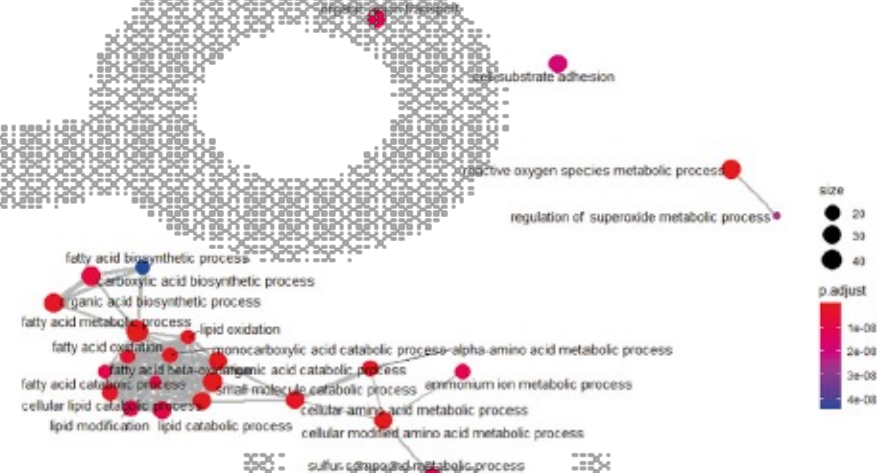 organic anion transport
cell-substrate adhesion
reactive oxygen species metabolic process
regulation of superoxide metabolic process
size
20
30
40
p.adjust
1e-08
2e-08
3e-08
4e-08
fatty acid biosynthetic process
carboxylic acid biosynthetic process
organic acid biosynthetic process
fatty acid metabolic process
lipid oxidation
fatty acid oxidation
monocarboxylic acid catabolic process
alpha-amino acid metabolic process
fatty acid beta-oxidation
organic acid catabolic process
fatty acid catabolic process
small molecule catabolic process
ammonium ion metabolic process
cellular lipid catabolic process
cellular amino acid metabolic process
lipid modification
lipid catabolic process
cellular modified amino acid metabolic process
sulfur compound metabolic process